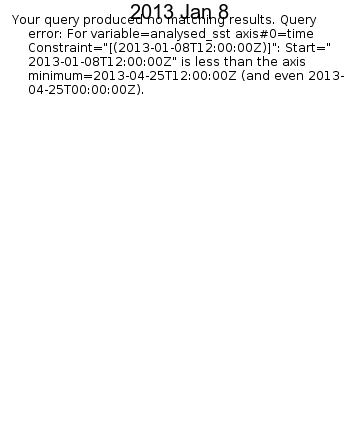 2013 Jan 8
Your query produced no matching results. Query
error: For variable=analysed_sst axis#0=time
Constraint="[(2013-01-08T12:00:00Z)]": Start="
2013-01-08T12:00:00Z" is less than the axis
minimum=2013-04-25T12:00:00Z (and even 2013-
04-25T00:00:00Z).